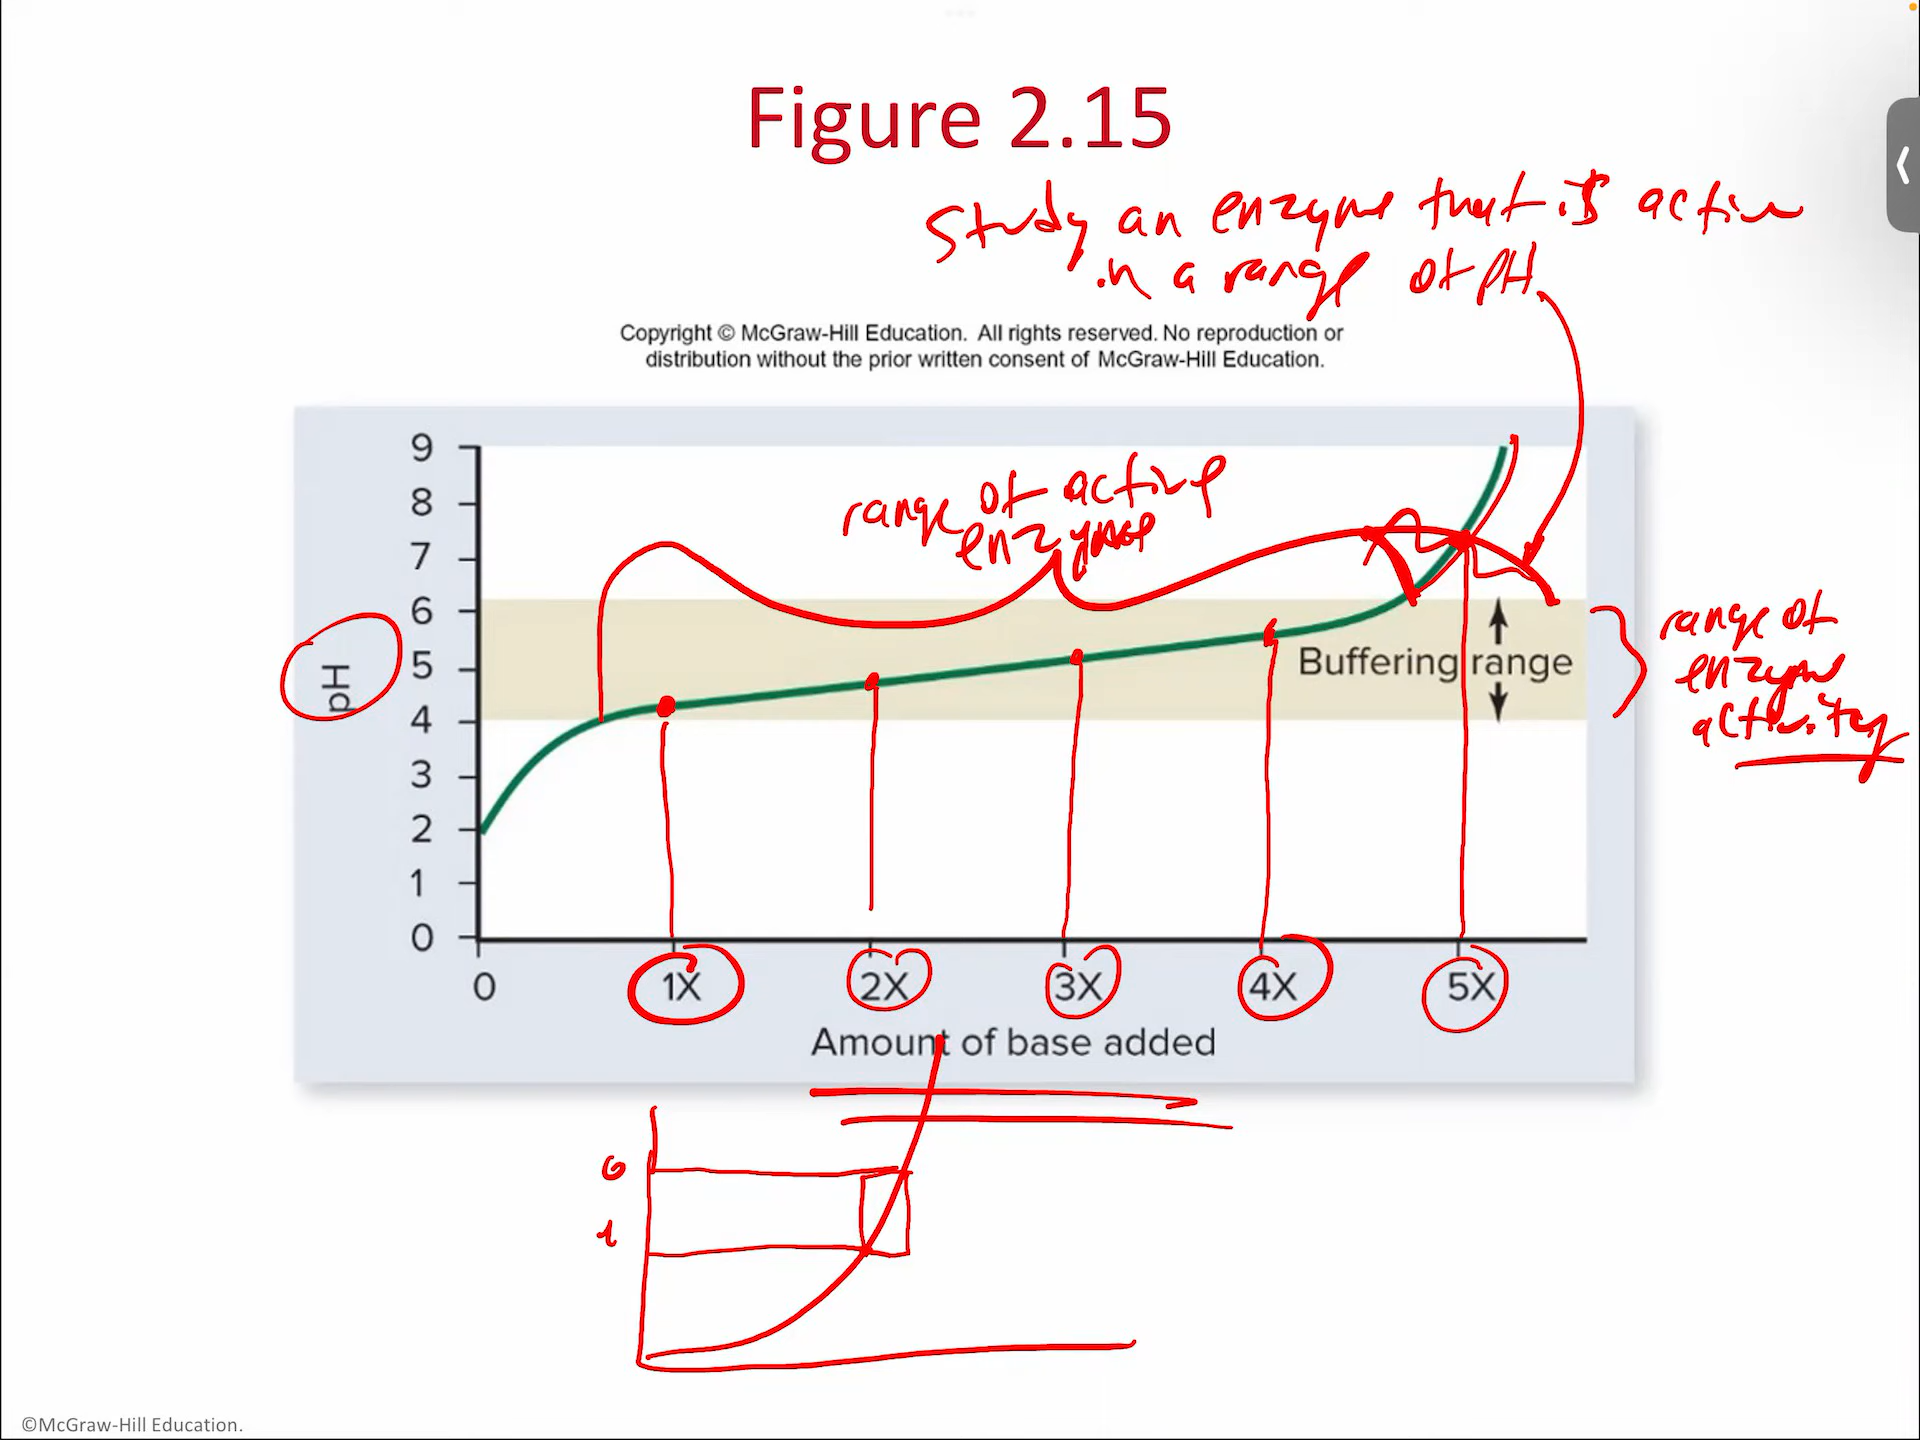 Figure 2.15
Study an enzyme that is active
in a range of pH
Copyright © McGraw-Hill Education. All rights reserved. No reproduction or
distribution without the prior written consent of McGraw-Hill Education.
9
8
7
6
5
4
3
2
1
0
pH
range of active
enzyme
Buffering range
range of
enzyme
activity
0 1X 2X 3X 4X 5X
Amount of base added
6
©McGraw-Hill Education.